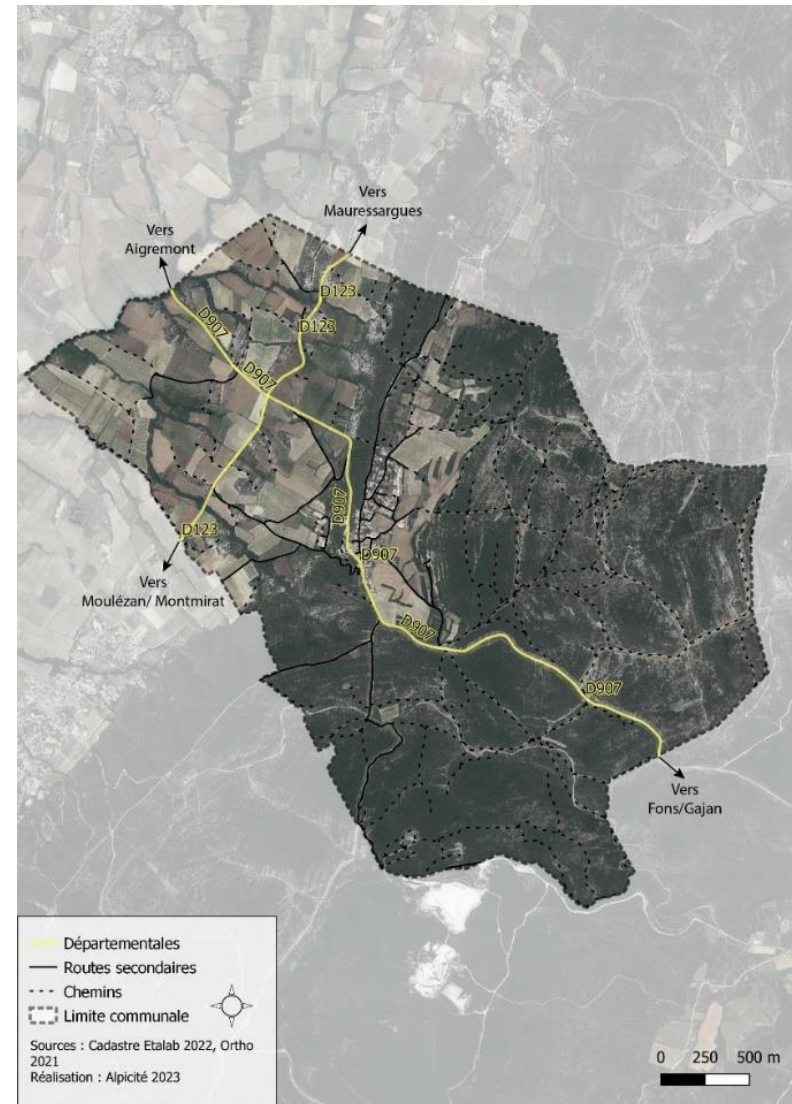 Vers
Mauressargues
Vers
Aigremont
D123
D907
D123
D907
D907
D123
D907
Vers
Moulézan/ Montmirat
D907
D907
Vers
Fons/Gajan
Départementales
Routes secondaires
Chemins
Limite communale
Sources : Cadastre Etalab 2022, Ortho
2021
Réalisation : Alpicité 2023
0 250 500 m